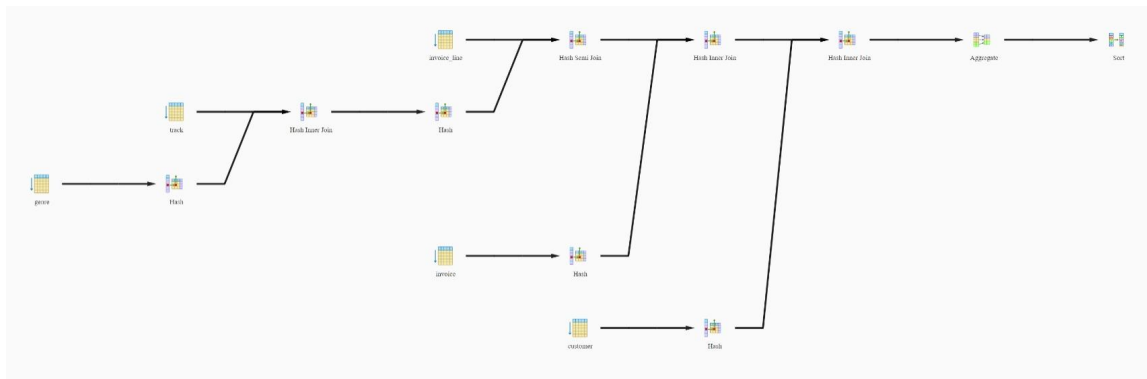 invoice_line
Hash Semi Join
Hash Inner Join
Hash Inner Join
Aggregate
Sort
track
Hash Inner Join
Hash
genre
Hash
invoice
Hash
customer
Hash